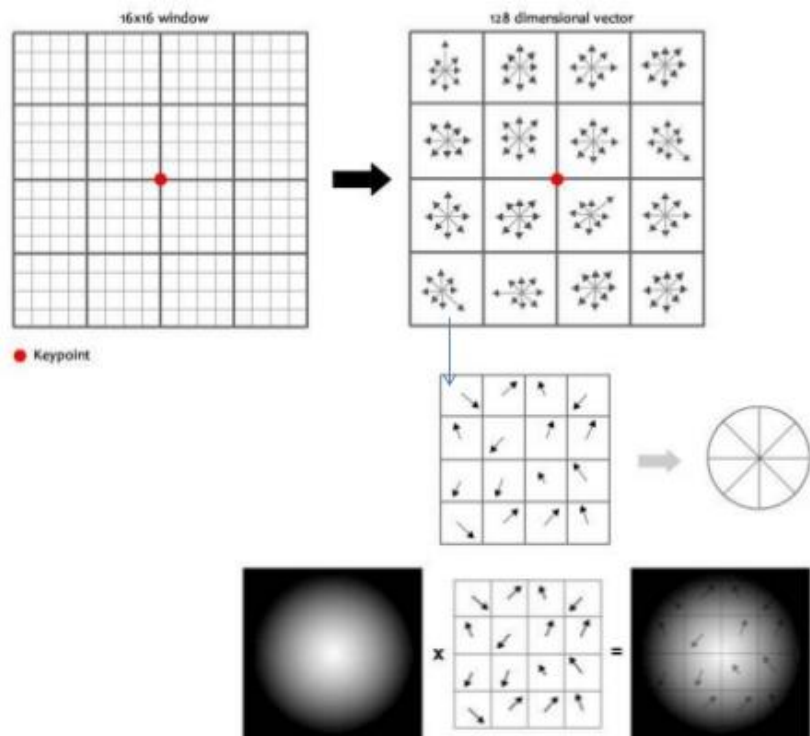 16x16 window
128 dimensional vector
Keypoint
x
=